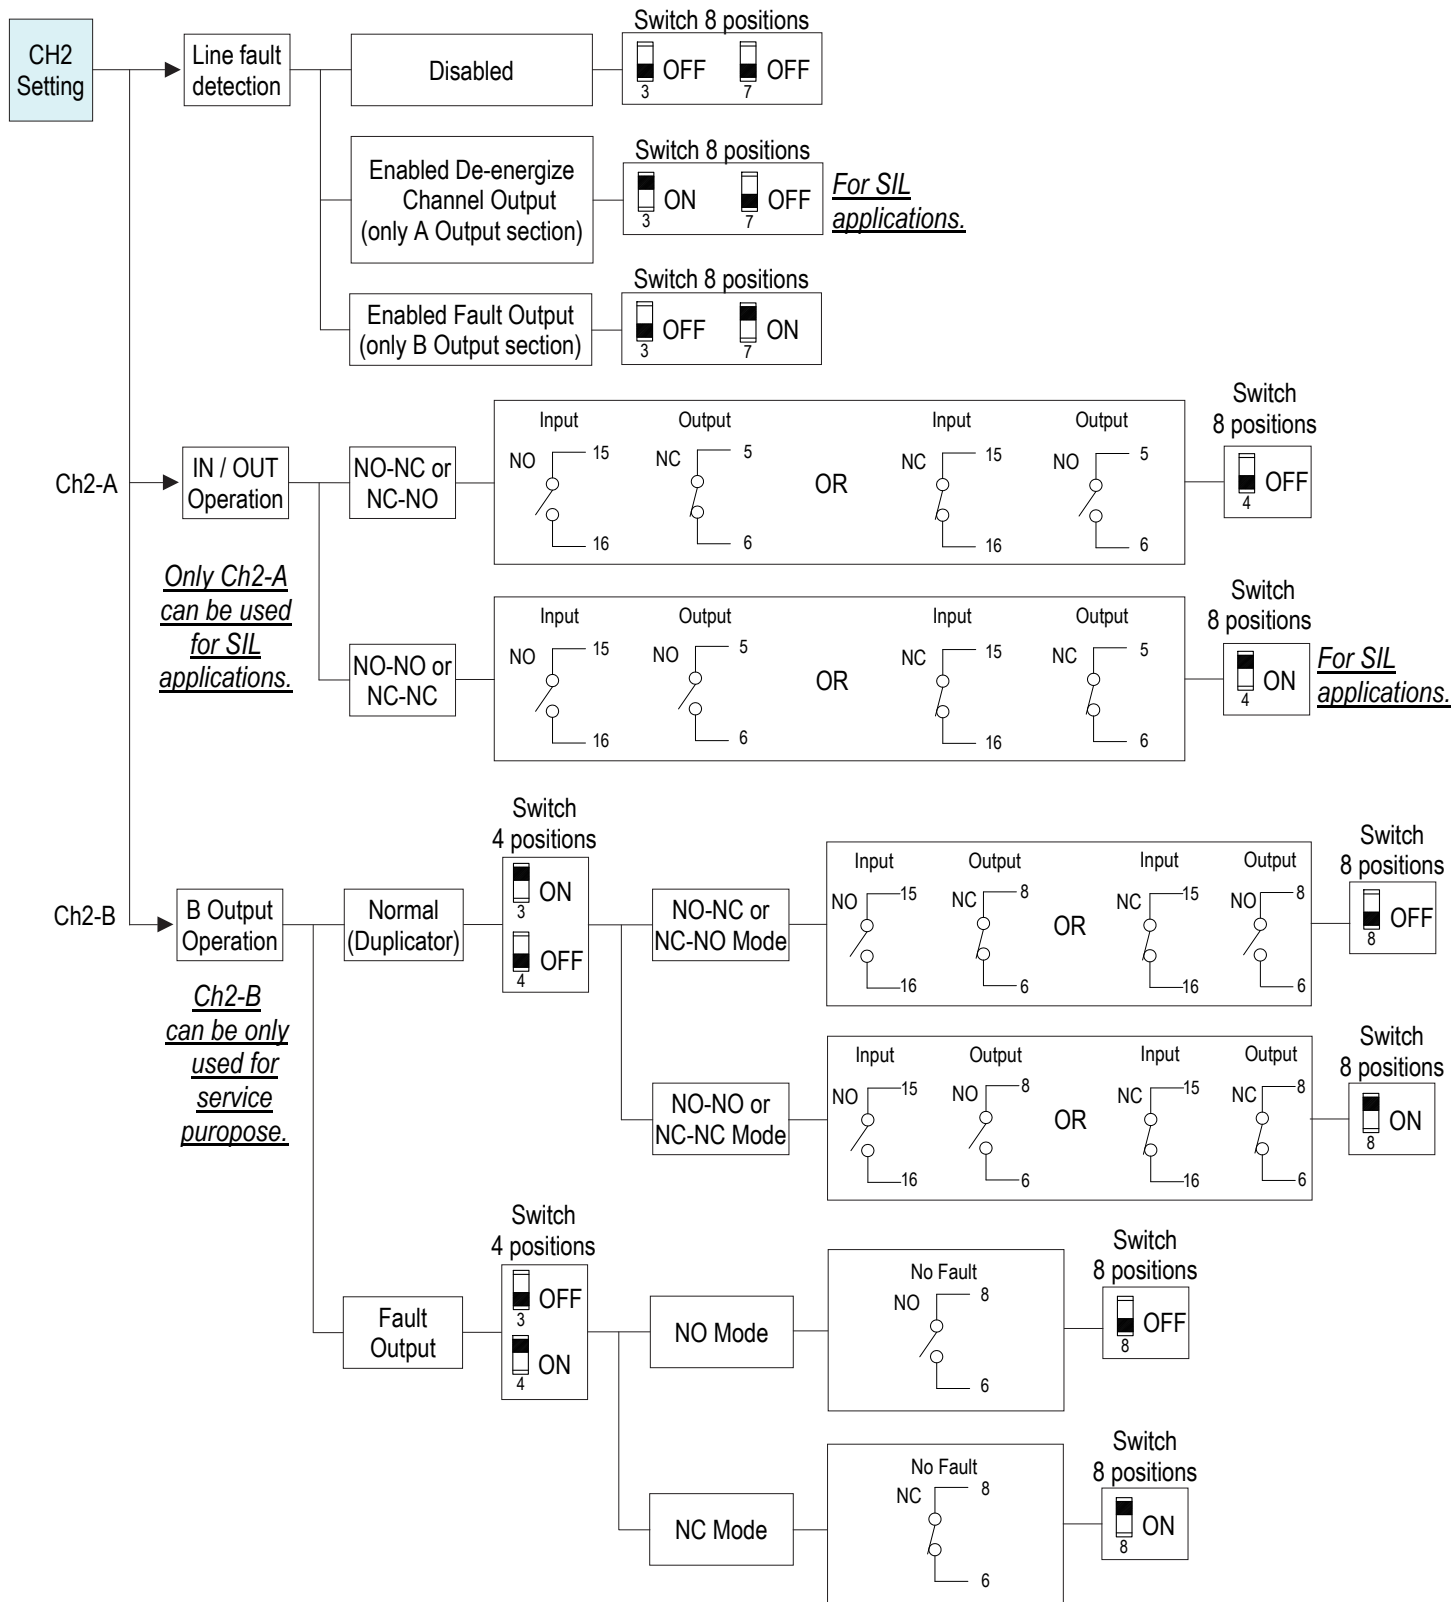 CH2
Setting
Line fault
detection
Disabled
Switch 8 positions
3
OFF
7
OFF
Enabled De-energize
Channel Output
(only A Output section)
Switch 8 positions
3
ON
7
OFF
For SIL
applications.
Enabled Fault Output
(only B Output section)
Switch 8 positions
3
OFF
7
ON
Ch2-A
IN / OUT
Operation
Only Ch2-A
can be used
for SIL
applications.
NO-NC or
NC-NO
Input
NO
15
16
Output
NC
5
6
OR
Input
NC
15
16
Output
NO
5
6
Switch
8 positions
4
OFF
NO-NO or
NC-NC
Input
NO
15
16
Output
NO
5
6
OR
Input
NC
15
16
Output
NC
5
6
Switch
8 positions
4
ON
For SIL
applications.
Ch2-B
B Output
Operation
Ch2-B
can be only
used for
service
puropose.
Normal
(Duplicator)
Switch
4 positions
3
ON
4
OFF
NO-NC or
NC-NO Mode
Input
NO
15
16
Output
NC
8
6
OR
Input
NC
15
16
Output
NO
8
6
Switch
8 positions
8
OFF
NO-NO or
NC-NC Mode
Input
NO
15
16
Output
NO
8
6
OR
Input
NC
15
16
Output
NC
8
6
Switch
8 positions
8
ON
Fault
Output
Switch
4 positions
3
OFF
4
ON
NO Mode
No Fault
NO
8
6
Switch
8 positions
8
OFF
NC Mode
No Fault
NC
8
6
Switch
8 positions
8
ON